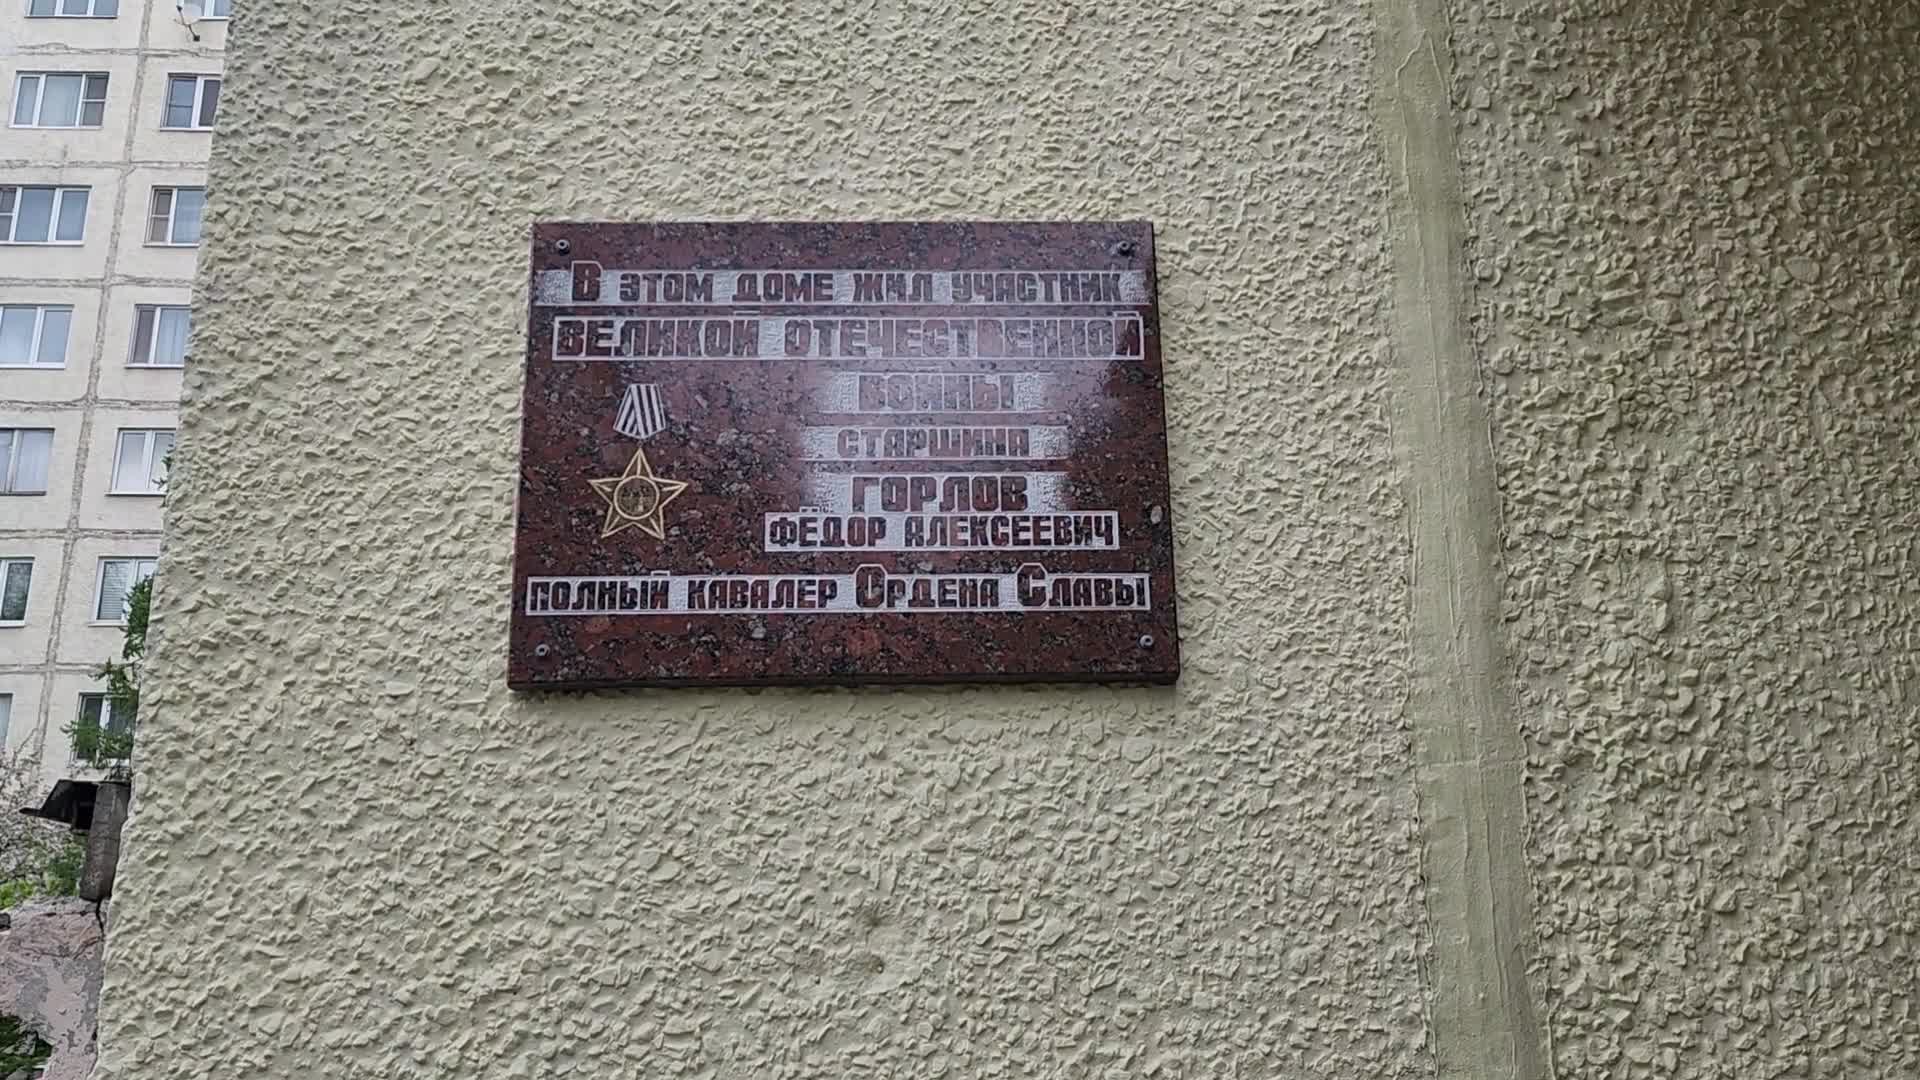 В этом доме жил участник
ВЕЛИКОЙ ОТЕЧЕСТВЕННОЙ
ВОЙНЫ
СТАРШИНА
ГОРЛОВ
ФЁДОР АЛЕКСЕЕВИЧ
полный кавалер Ордена Славы